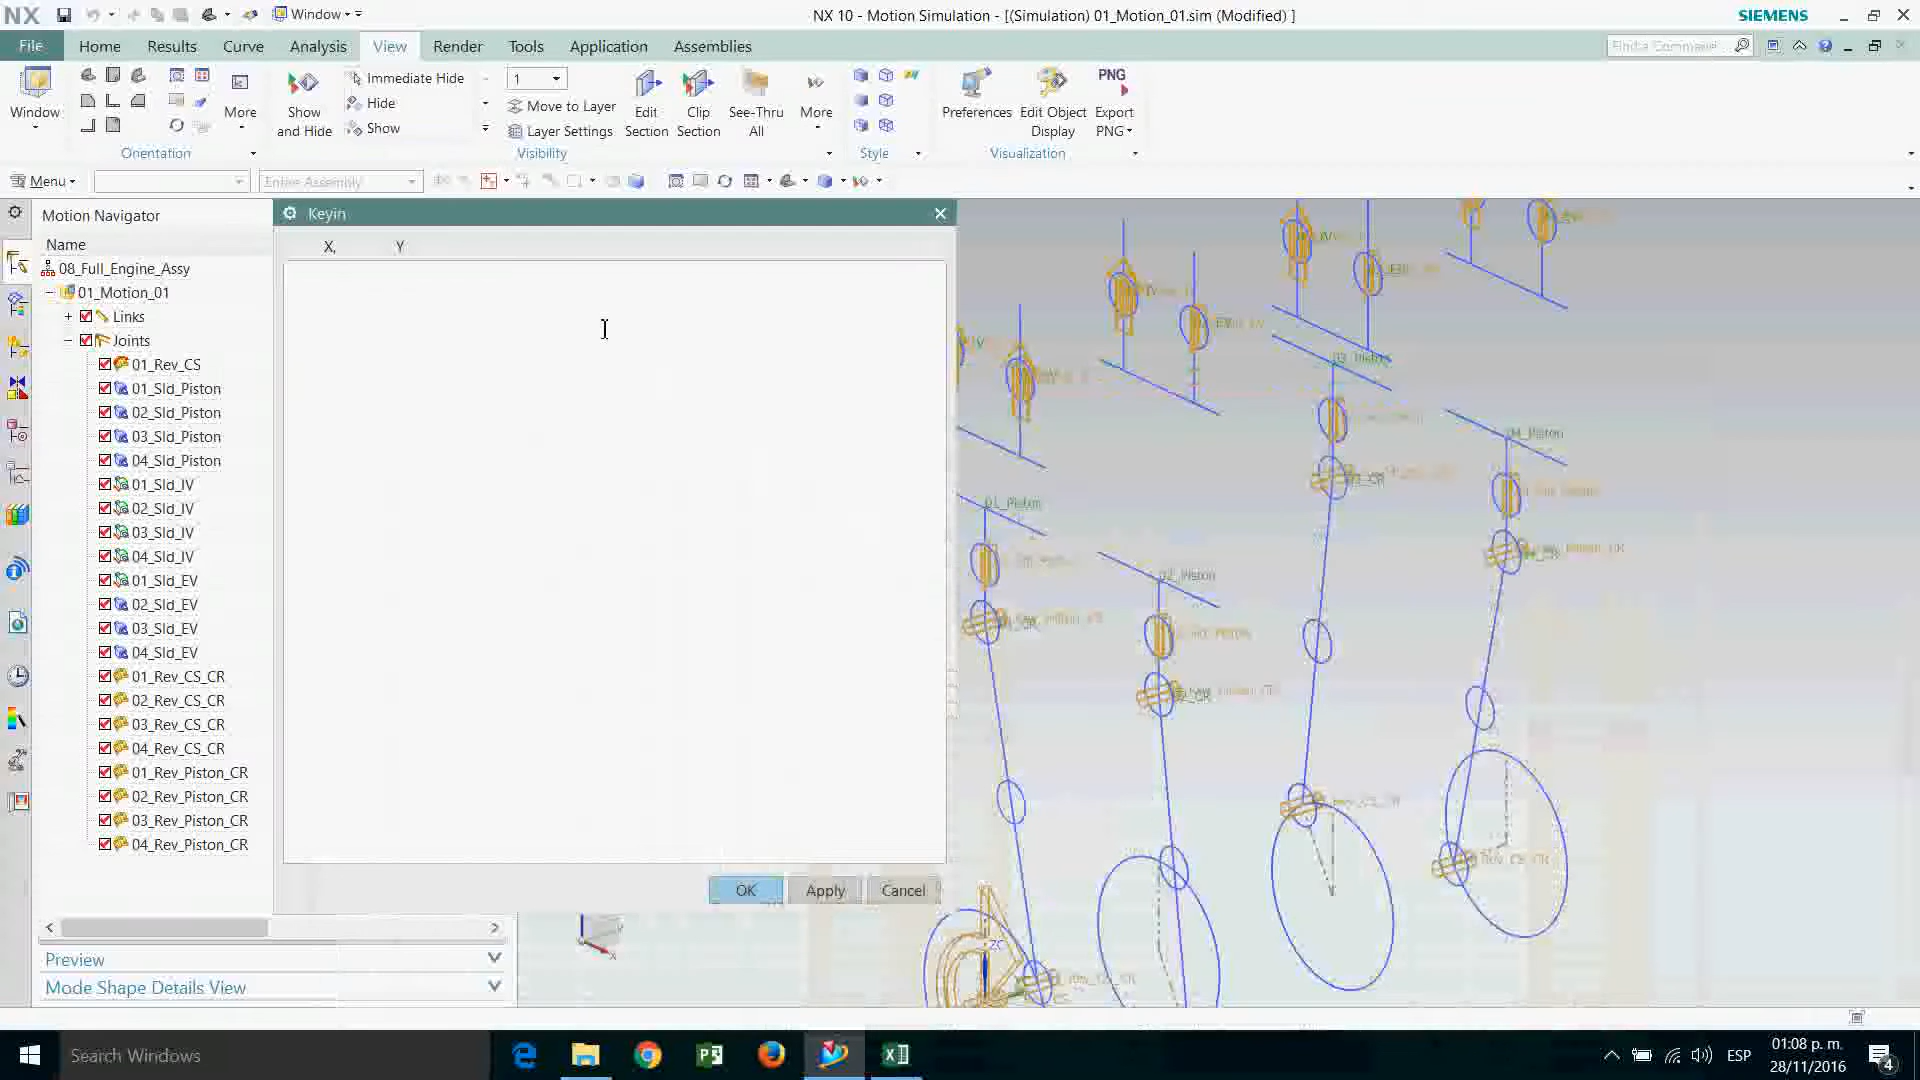 NX
Window
NX 10 - Motion Simulation - [(Simulation) 01_Motion_01.sim (Modified) ]
SIEMENS
File
Home
Results
Curve
Analysis
View
Render
Tools
Application
Assemblies
Find a Command
Window
More
Orientation
Show and Hide
Immediate Hide
Hide
Show
1
Move to Layer
Layer Settings
Edit Section
Clip Section
See-Thru All
More
Visibility
Style
Preferences
Edit Object Display
PNG
Export PNG
Visualization
Menu
Entire Assembly
Motion Navigator
Name
08_Full_Engine_Assy
01_Motion_01
Links
Joints
01_Rev_CS
01_Sld_Piston
02_Sld_Piston
03_Sld_Piston
04_Sld_Piston
01_Sld_IV
02_Sld_IV
03_Sld_IV
04_Sld_IV
01_Sld_EV
02_Sld_EV
03_Sld_EV
04_Sld_EV
01_Rev_CS_CR
02_Rev_CS_CR
03_Rev_CS_CR
04_Rev_CS_CR
01_Rev_Piston_CR
02_Rev_Piston_CR
03_Rev_Piston_CR
04_Rev_Piston_CR
Preview
Mode Shape Details View
Keyin
X, Y
OK
Apply
Cancel
03_Piston
04_Piston
01_Piston
02_Piston
ZC
X
Search Windows
ESP
01:08 p. m.
28/11/2016
4